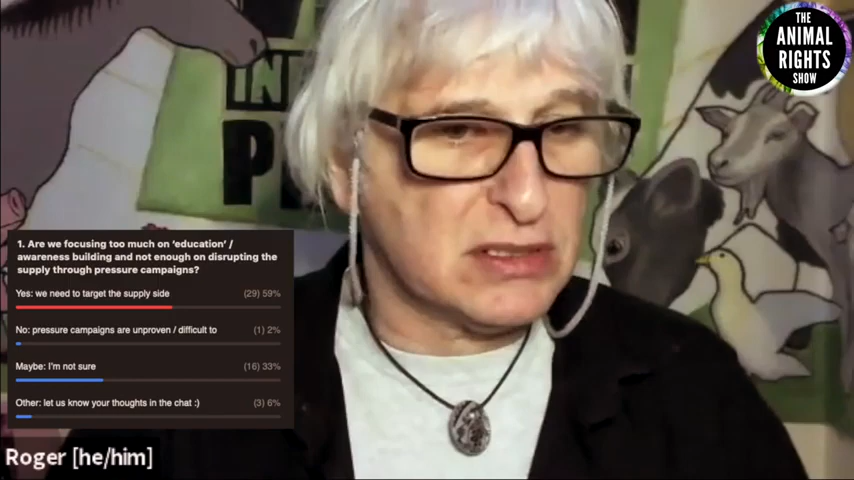 THE
ANIMAL
RIGHTS
SHOW
1. Are we focusing too much on 'education' /
awareness building and not enough on disrupting the
supply through pressure campaigns?
Yes: we need to target the supply side (29) 59%
No: pressure campaigns are unproven / difficult to (1) 2%
Maybe: I'm not sure (16) 33%
Other: let us know your thoughts in the chat :) (3) 6%
Roger [he/him]